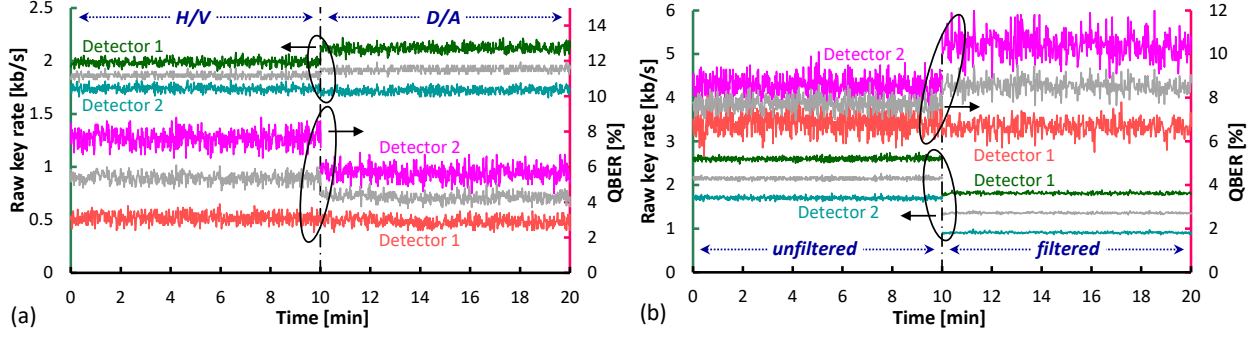 H/V
D/A
2.5
2
1.5
1
0.5
0
Raw key rate [kb/s]
Detector 1
Detector 2
Detector 2
Detector 1
14
12
10
8
6
4
2
0
QBER [%]
0 2 4 6 8 10 12 14 16 18 20
Time [min]
(a)
6
5
4
3
2
1
0
Raw key rate [kb/s]
Detector 2
Detector 1
Detector 1
Detector 2
unfiltered
filtered
12
10
8
6
4
2
0
QBER [%]
0 2 4 6 8 10 12 14 16 18 20
Time [min]
(b)